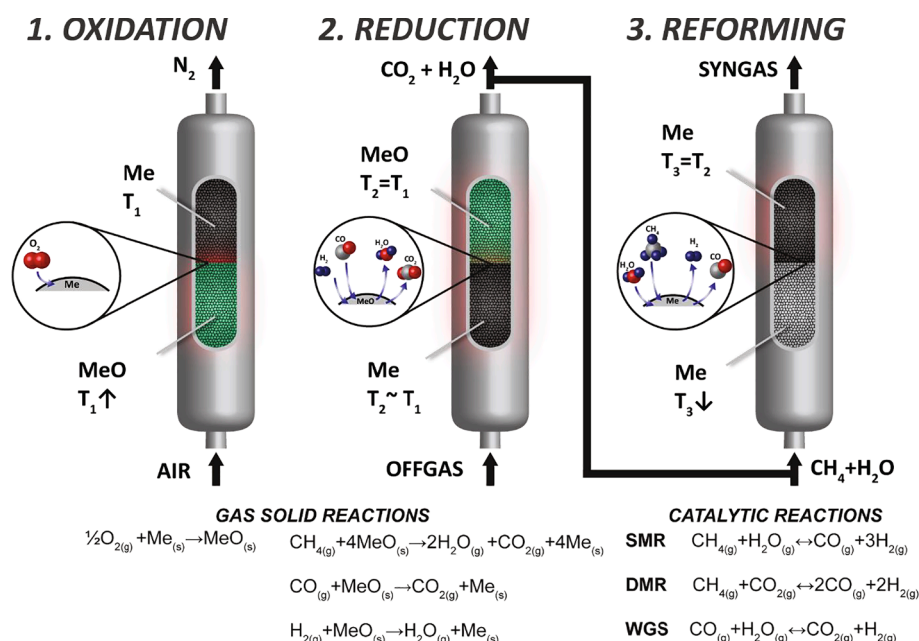 1. OXIDATION
2. REDUCTION
3. REFORMING
N₂
CO₂ + H₂O
SYNGAS
Me
T₁
MeO
T₂=T₁
Me
T₃=T₂
O₂
Me
H₂
CO
H₂O
CO₂
MeO
H₂O
CH₄
H₂
CO
Me
MeO
T₁↑
Me
T₂~ T₁
Me
T₃↓
AIR
OFFGAS
CH₄+H₂O
GAS SOLID REACTIONS
½O₂₍g₎+Me₍s₎→MeO₍s₎
CH₄₍g₎+4MeO₍s₎→2H₂O₍g₎+CO₂₍g₎+4Me₍s₎
CO₍g₎+MeO₍s₎→CO₂₍g₎+Me₍s₎
H₂₍g₎+MeO₍s₎→H₂O₍g₎+Me₍s₎
CATALYTIC REACTIONS
SMR CH₄₍g₎+H₂O₍g₎↔CO₍g₎+3H₂₍g₎
DMR CH₄₍g₎+CO₂₍g₎↔2CO₍g₎+2H₂₍g₎
WGS CO₍g₎+H₂O₍g₎↔CO₂₍g₎+H₂₍g₎